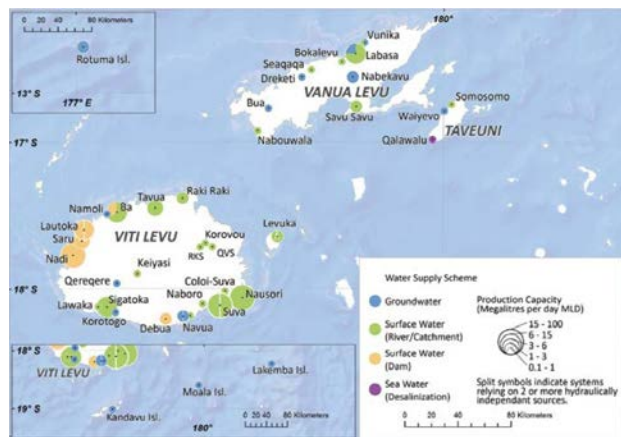 0 20 40 80 Kilometers
180°
Rotuma Isl.
13° S
177° E
Vunika
Bokalevu
Labasa
Seaqaqa
Dreketi
Nabekavu
VANUA LEVU
Bua
Somosomo
Savu Savu
Waiyevo
TAVEUNI
17° S
Nabouwala
Qalawalu
Raki Raki
Tavua
Namoli
Ba
Levuka
Lautoka
Saru
VITI LEVU
Korovou
Nadi
RKS
QVS
Keiyasi
Qereqere
Coloi-Suva
18° S
Naboro
Nausori
Lawaka
Sigatoka
Suva
Korotogo
Debua
Navua
18° S
VITI LEVU
Lakemba Isl.
Moala Isl.
19° S
Kandavu Isl.
180°
0 20 40 80 Kilometers
Water Supply Scheme
Groundwater
Surface Water
(River/Catchment)
Surface Water
(Dam)
Sea Water
(Desalinization)
Production Capacity
(Megalitres per day MLD)
15 - 100
6 - 15
3 - 6
1 - 3
0.1 - 1
Split symbols indicate systems
relying on 2 or more hydraulically
independant sources.
0 20 40 80 Kilometers